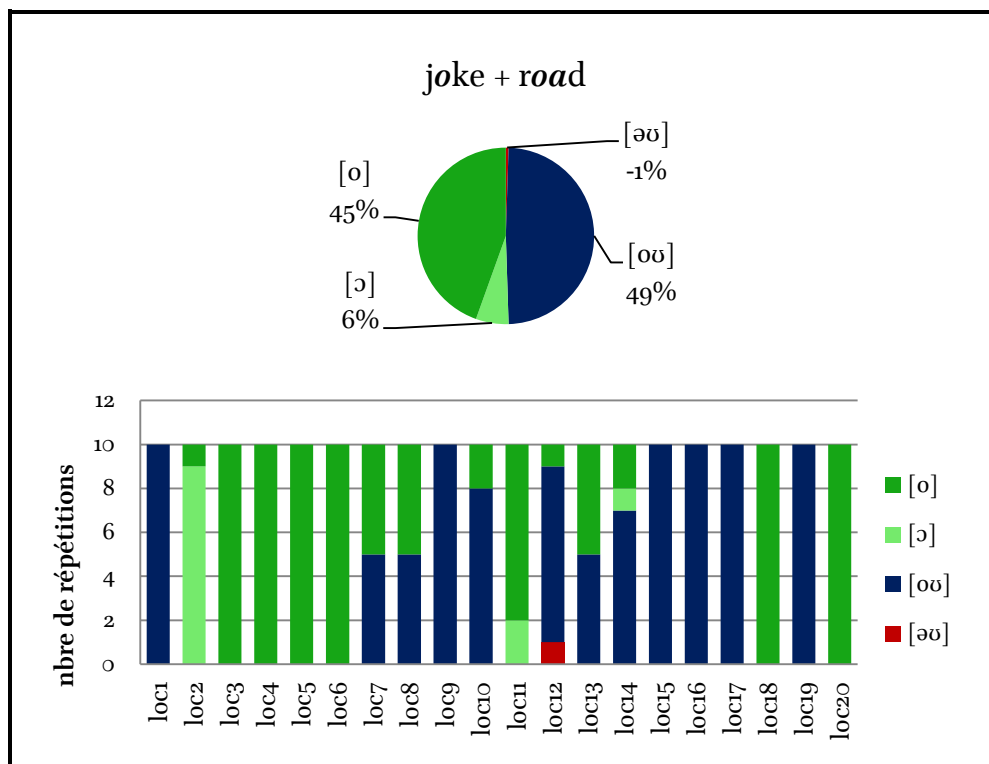 joke + road
[əʊ]
-1%
[o]
45%
[oʊ]
49%
[ɔ]
6%
nbre de répétitions
12
10
8
6
4
2
0
loc1 loc2 loc3 loc4 loc5 loc6 loc7 loc8 loc9 loc10 loc11 loc12 loc13 loc14 loc15 loc16 loc17 loc18 loc19 loc20
[o]
[ɔ]
[oʊ]
[əʊ]